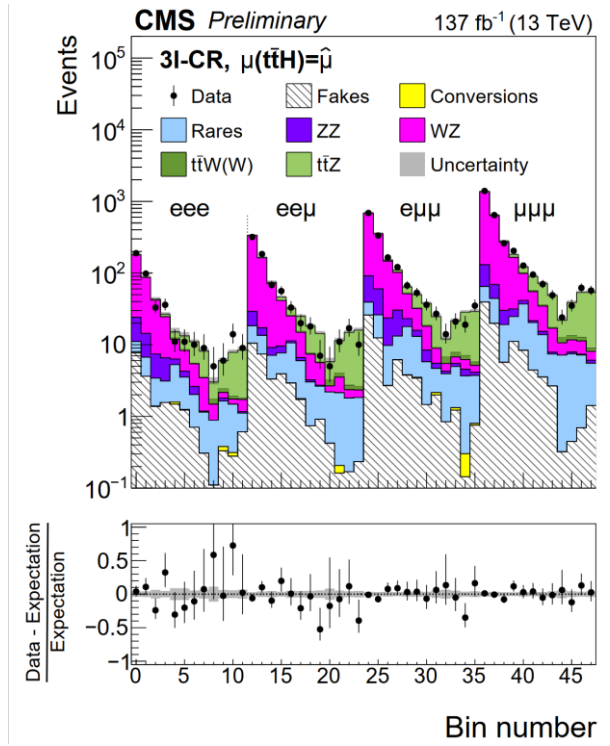 CMS Preliminary 137 fb⁻¹ (13 TeV)
Events
3l-CR, μ(tt̄H)=μ̂
Data Fakes Conversions
Rares ZZ WZ
tt̄W(W) tt̄Z Uncertainty
eee eeμ eμμ μμμ
10⁵
10⁴
10³
10²
10
1
10⁻¹
Data - Expectation
Expectation
1
0.5
0
−0.5
−1
0 5 10 15 20 25 30 35 40 45
Bin number